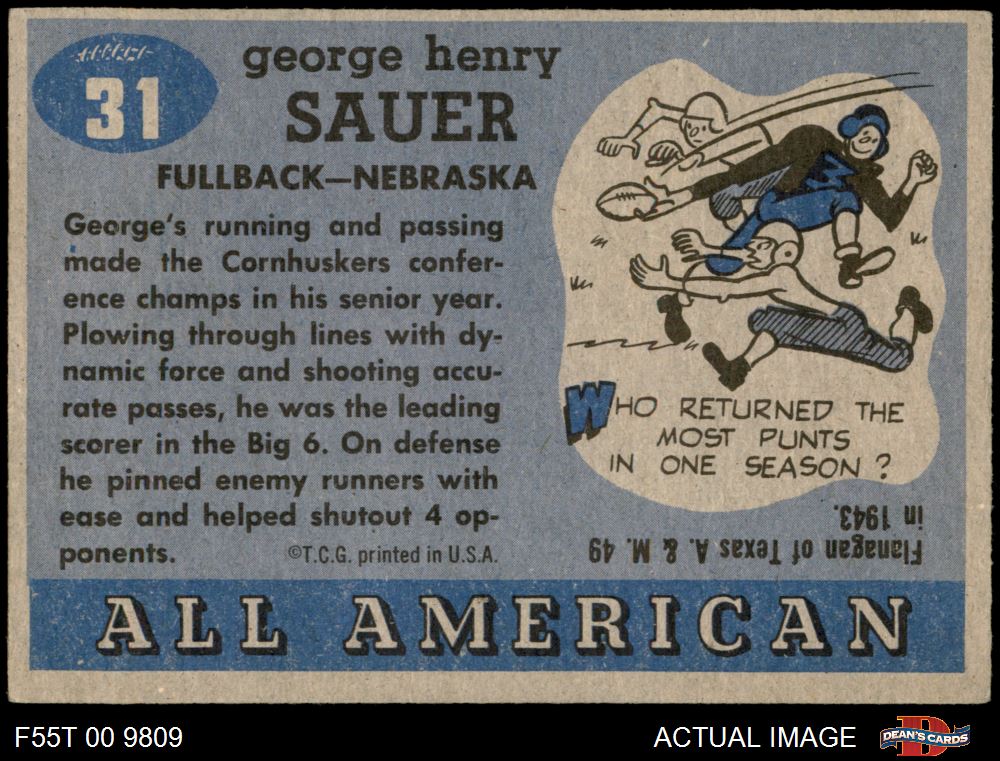 31
george henry
SAUER
FULLBACK—NEBRASKA
George's running and passing
made the Cornhuskers confer-
ence champs in his senior year.
Plowing through lines with dy-
namic force and shooting accu-
rate passes, he was the leading
scorer in the Big 6. On defense
he pinned enemy runners with
ease and helped shutout 4 op-
ponents.
©T.C.G. printed in U.S.A.
WHO RETURNED THE
MOST PUNTS
IN ONE SEASON ?
Flanagan of Texas A. & M. 49
in 1943.
ALL AMERICAN
F55T 00 9809
ACTUAL IMAGE
DEAN'S CARDS